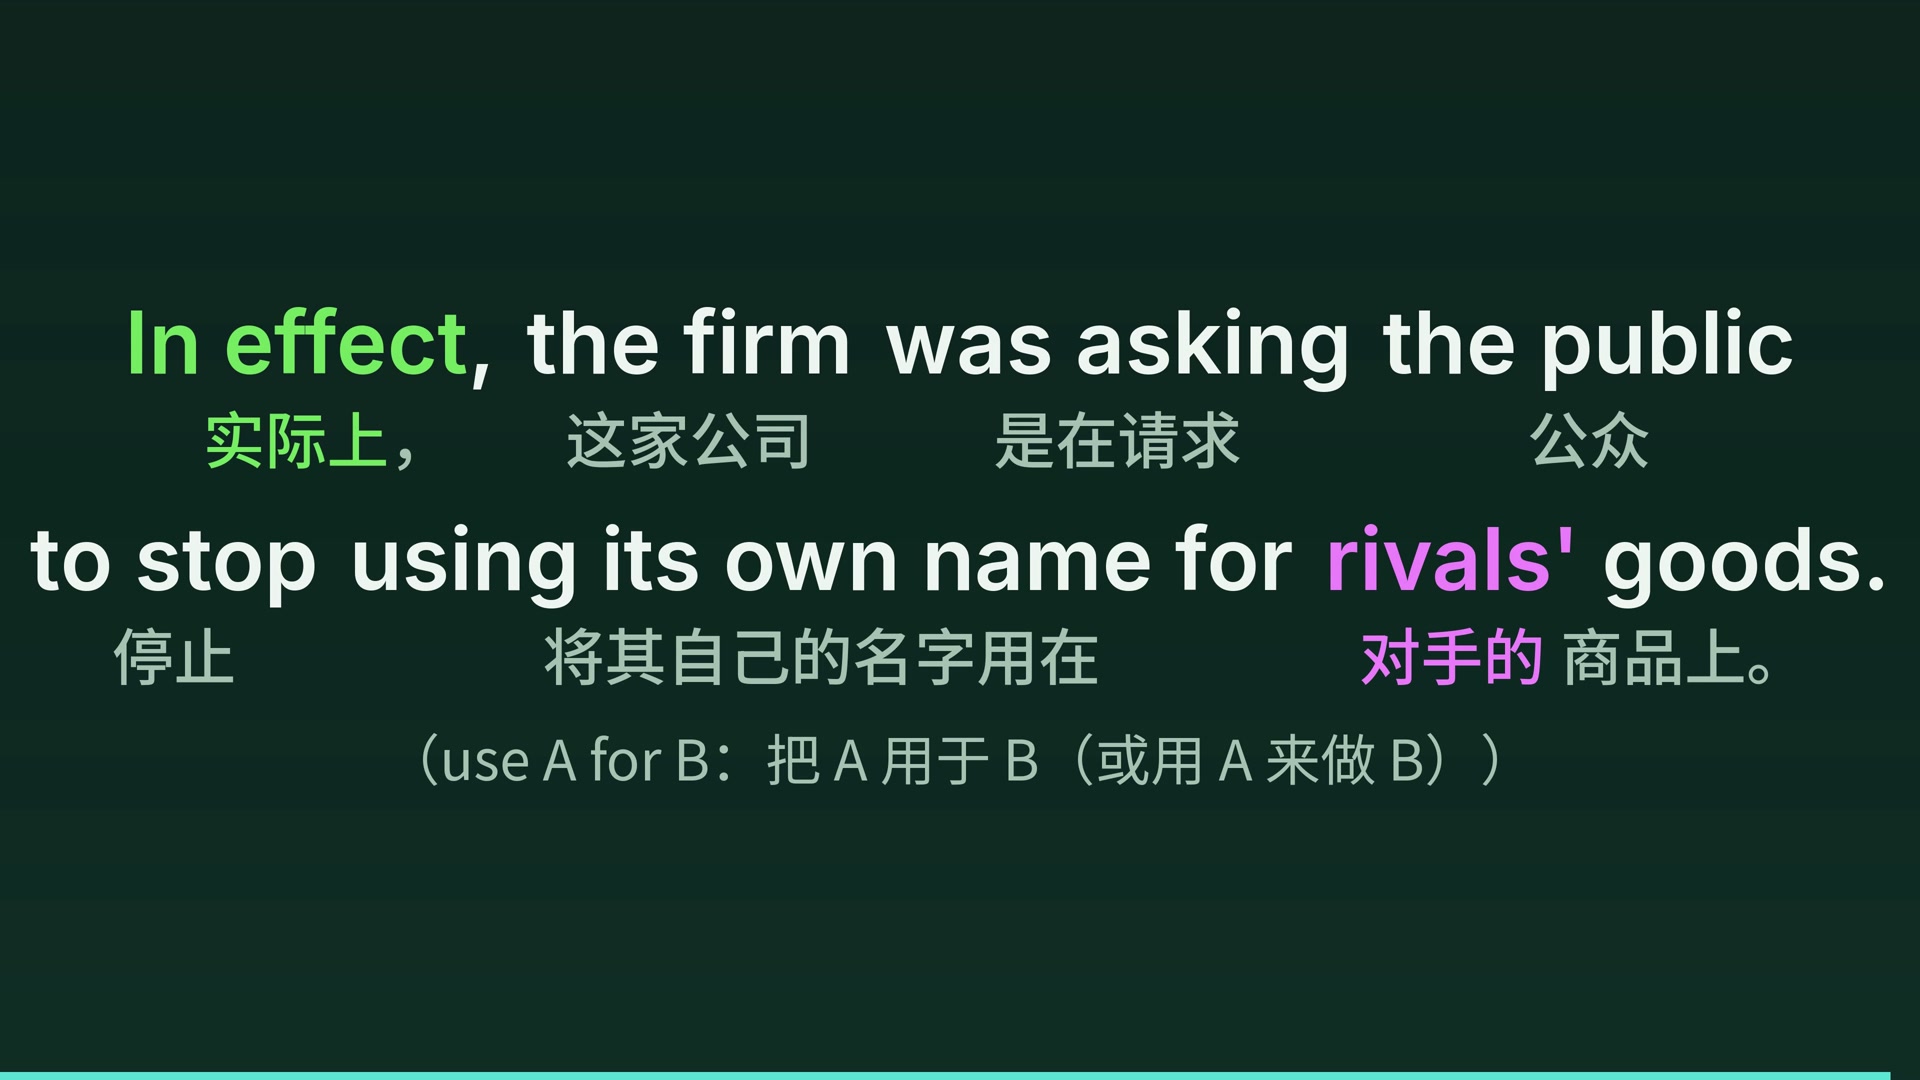 In effect, the firm was asking the public
实际上， 这家公司 是在请求 公众
to stop using its own name for rivals' goods.
停止 将其自己的名字用在 对手的 商品上。
（use A for B：把 A 用于 B（或用 A 来做 B））